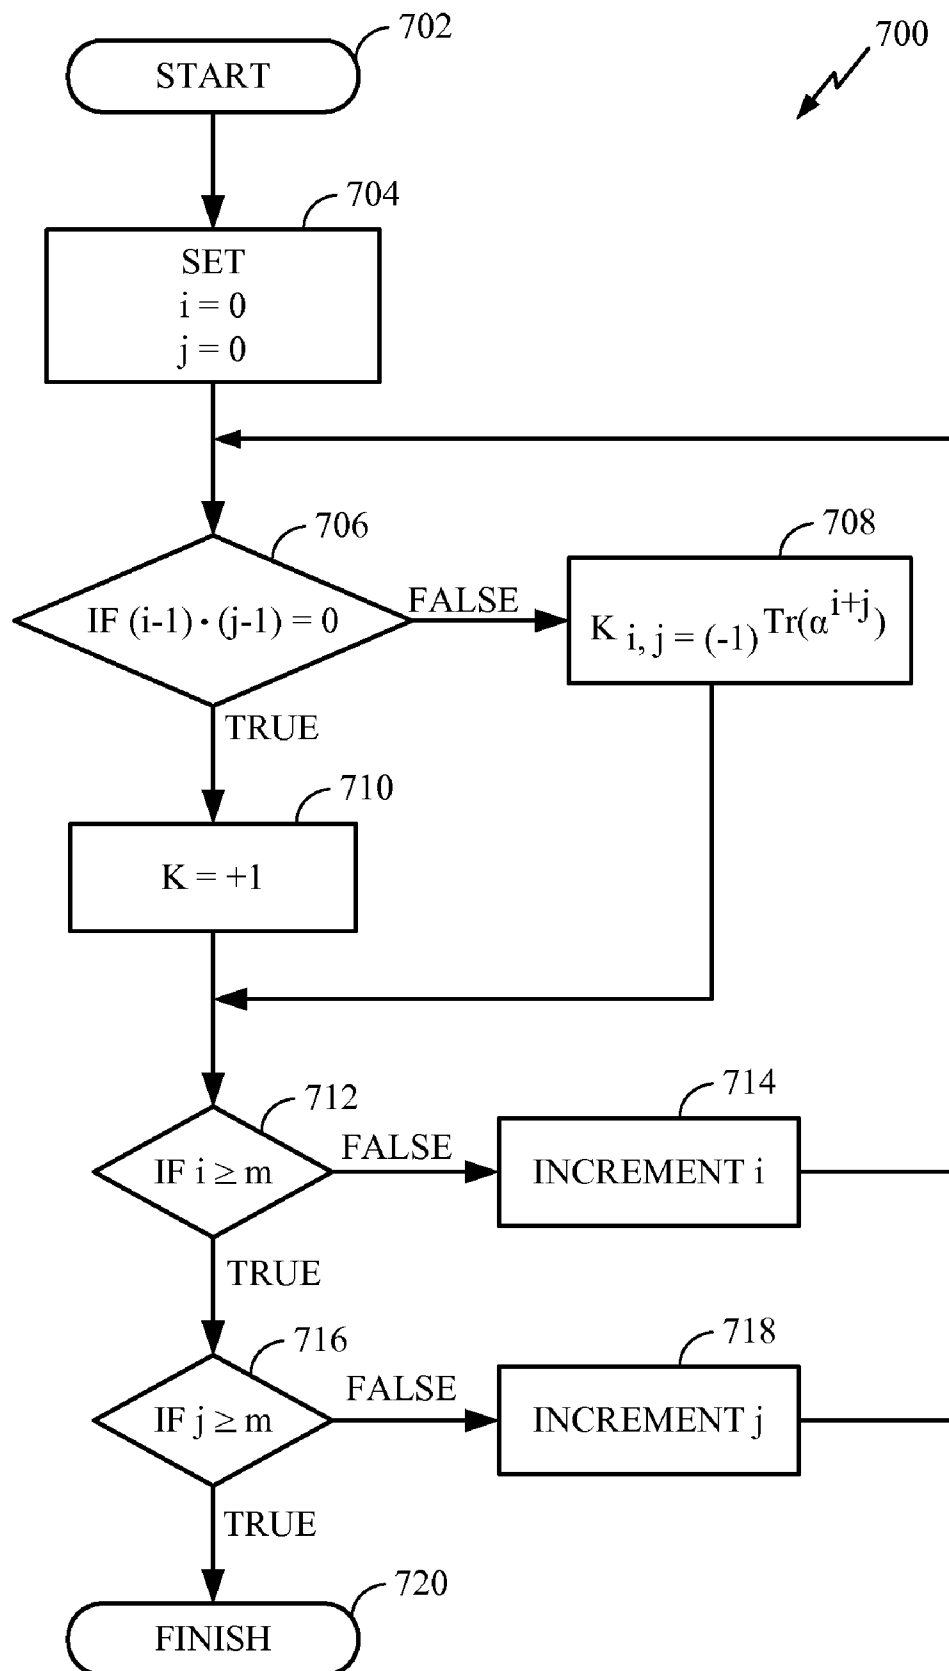 702
700
START
704
SET
i = 0
j = 0
706
708
IF (i-1) · (j-1) = 0
FALSE
K i, j = (-1) Tr(α i+j)
TRUE
710
K = +1
712
714
IF i ≥ m
FALSE
INCREMENT i
TRUE
716
718
IF j ≥ m
FALSE
INCREMENT j
TRUE
720
FINISH